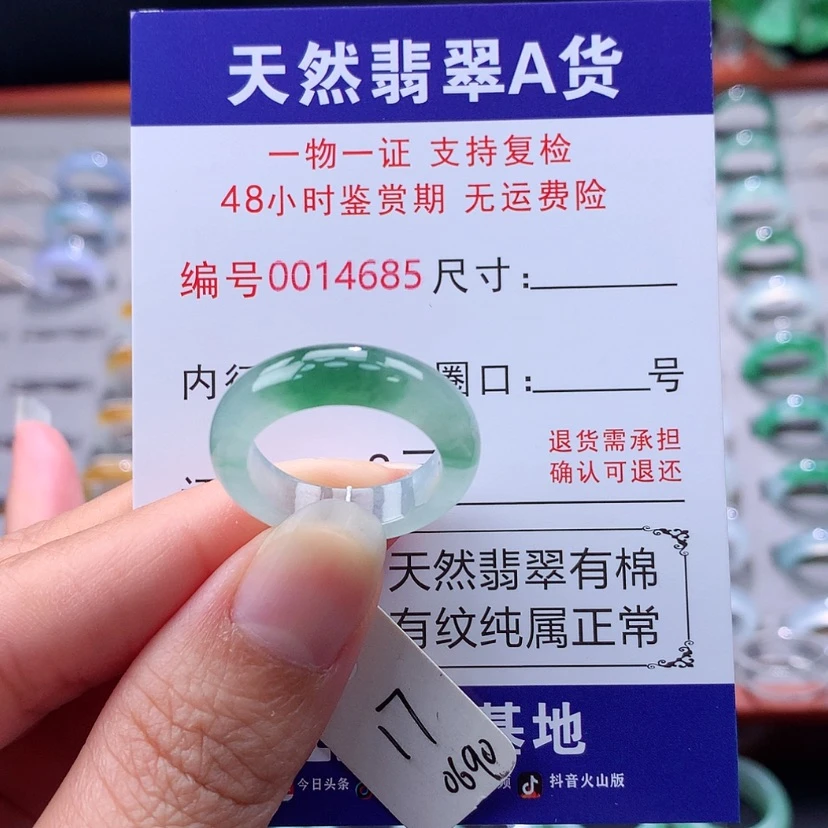 天然翡翠A货
一物一证 支持复检
48小时鉴赏期 无运费险
编号0014685 尺寸:
内 圈口: 号
退货需承担
确认可退还
天然翡翠有棉
有纹纯属正常
基地
17
0690
今日头条 抖音火山版